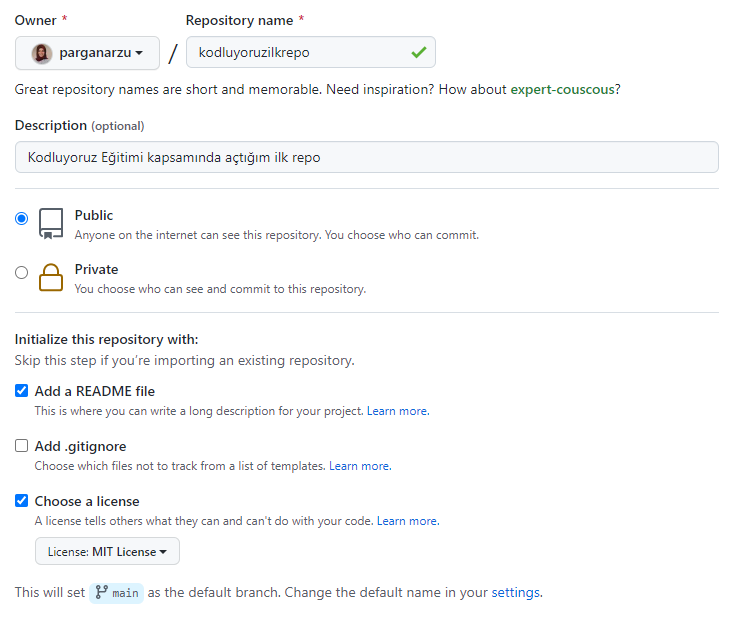 Owner * Repository name *
parganarzu / kodluyoruzilkrepo
Great repository names are short and memorable. Need inspiration? How about expert-couscous?
Description (optional)
Kodluyoruz Eğitimi kapsamında açtığım ilk repo
Public
Anyone on the internet can see this repository. You choose who can commit.
Private
You choose who can see and commit to this repository.
Initialize this repository with:
Skip this step if you're importing an existing repository.
Add a README file
This is where you can write a long description for your project. Learn more.
Add .gitignore
Choose which files not to track from a list of templates. Learn more.
Choose a license
A license tells others what they can and can't do with your code. Learn more.
License: MIT License
This will set main as the default branch. Change the default name in your settings.